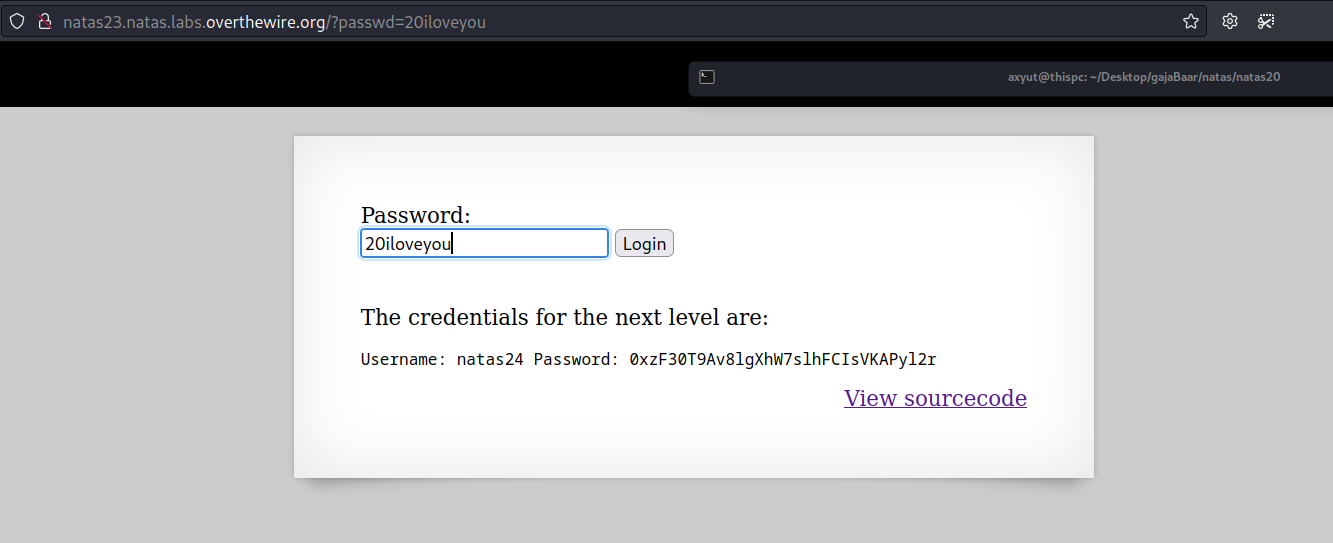 natas23.natas.labs.overthewire.org/?passwd=20iloveyou
axyut@thispc: ~/Desktop/gajaBaar/natas/natas20
Password:
20iloveyou Login
The credentials for the next level are:
Username: natas24 Password: 0xzF30T9Av8lgXhW7slhFCIsVKAPyl2r
View sourcecode